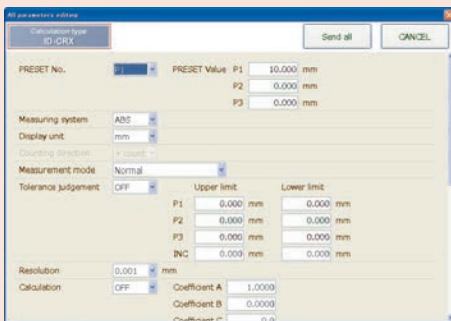 All parameters editing
Calculation type
ID-CRX
Send all
CANCEL
PRESET No. P1 PRESET Value P1 10.000 mm
P2 0.000 mm
P3 0.000 mm
Measuring system ABS
Display unit mm
Counting direction + count
Measurement mode Normal
Tolerance judgement OFF Upper limit Lower limit
P1 0.000 mm 0.000 mm
P2 0.000 mm 0.000 mm
P3 0.000 mm 0.000 mm
INC 0.000 mm 0.000 mm
Resolution 0.001 mm
Calculation OFF Coefficient A 1.0000
Coefficient B 0.0000
Coefficient C 0.0